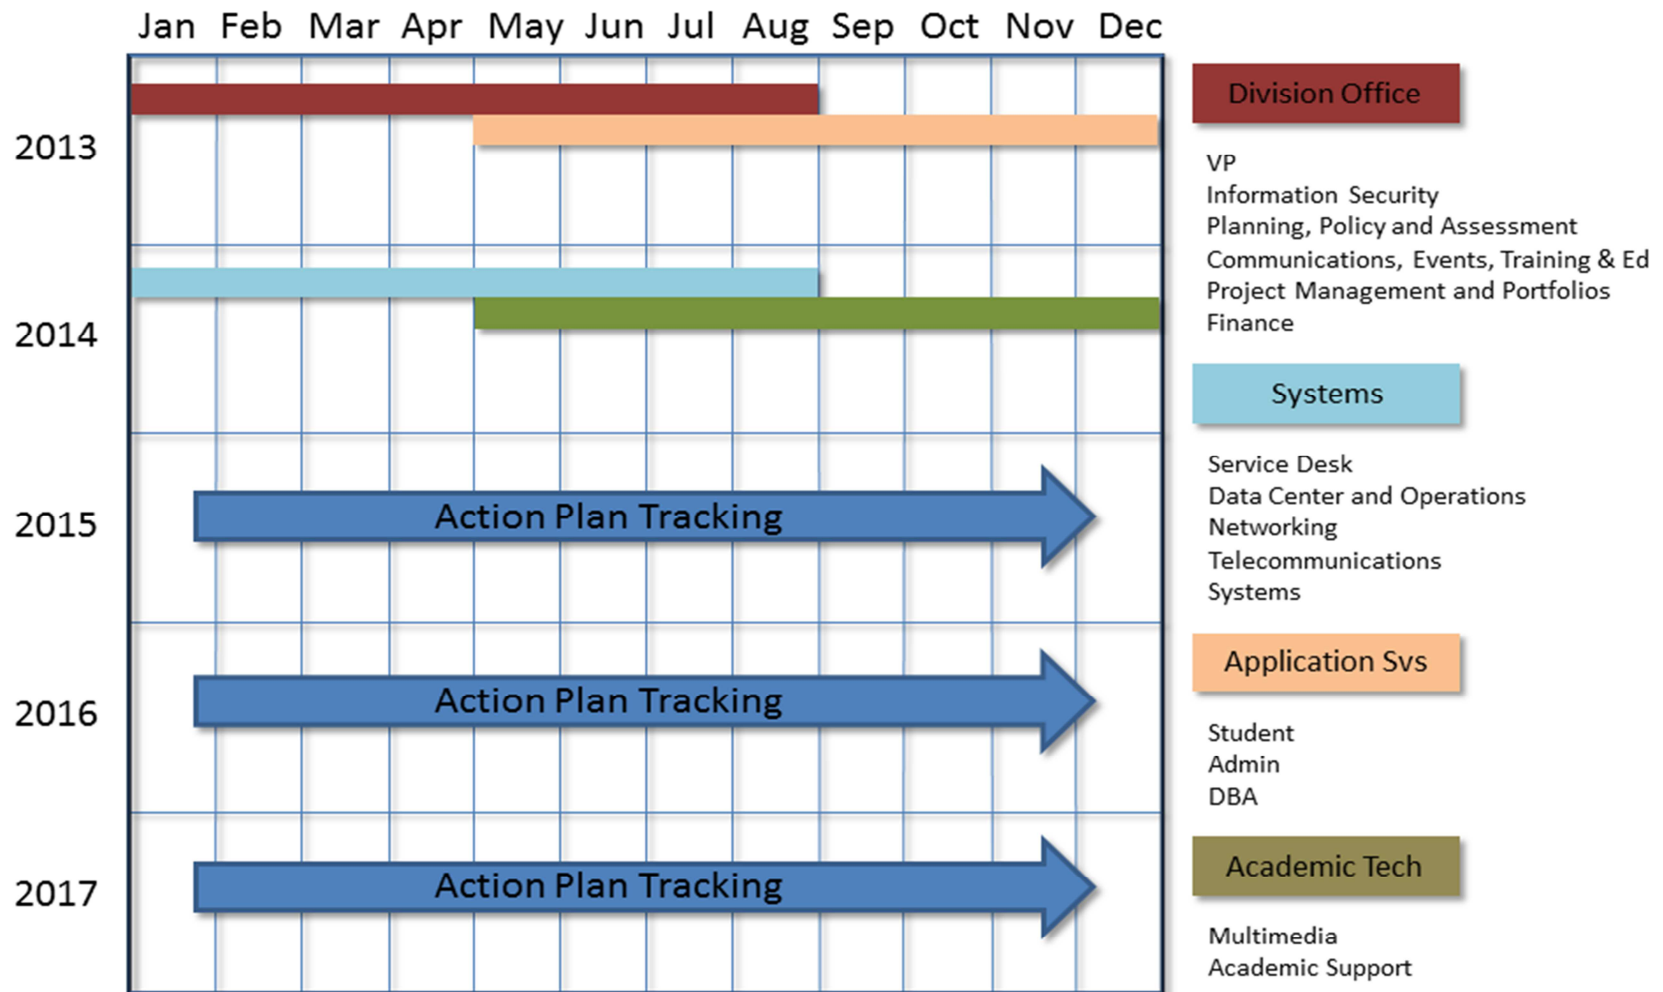 Jan Feb Mar Apr May Jun Jul Aug Sep Oct Nov Dec
2013
2014
2015
Action Plan Tracking
2016
Action Plan Tracking
2017
Action Plan Tracking
Division Office
VP
Information Security
Planning, Policy and Assessment
Communications, Events, Training & Ed
Project Management and Portfolios
Finance
Systems
Service Desk
Data Center and Operations
Networking
Telecommunications
Systems
Application Svs
Student
Admin
DBA
Academic Tech
Multimedia
Academic Support